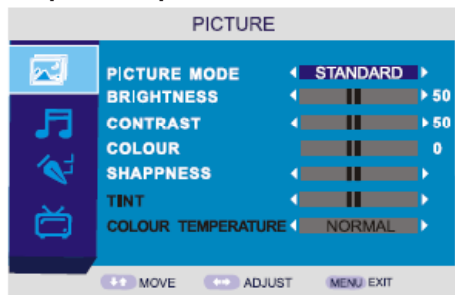 PICTURE
PICTURE MODE STANDARD
BRIGHTNESS 50
CONTRAST 50
COLOUR 0
SHAPPNESS
TINT
COLOUR TEMPERATURE NORMAL
MOVE ADJUST MENU EXIT